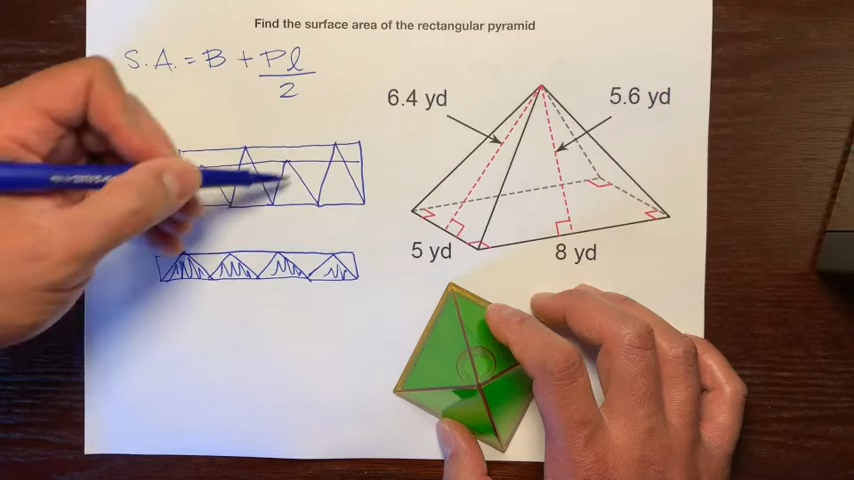 Find the surface area of the rectangular pyramid
S.A. = B + Pl
2
6.4 yd
5.6 yd
5 yd
8 yd